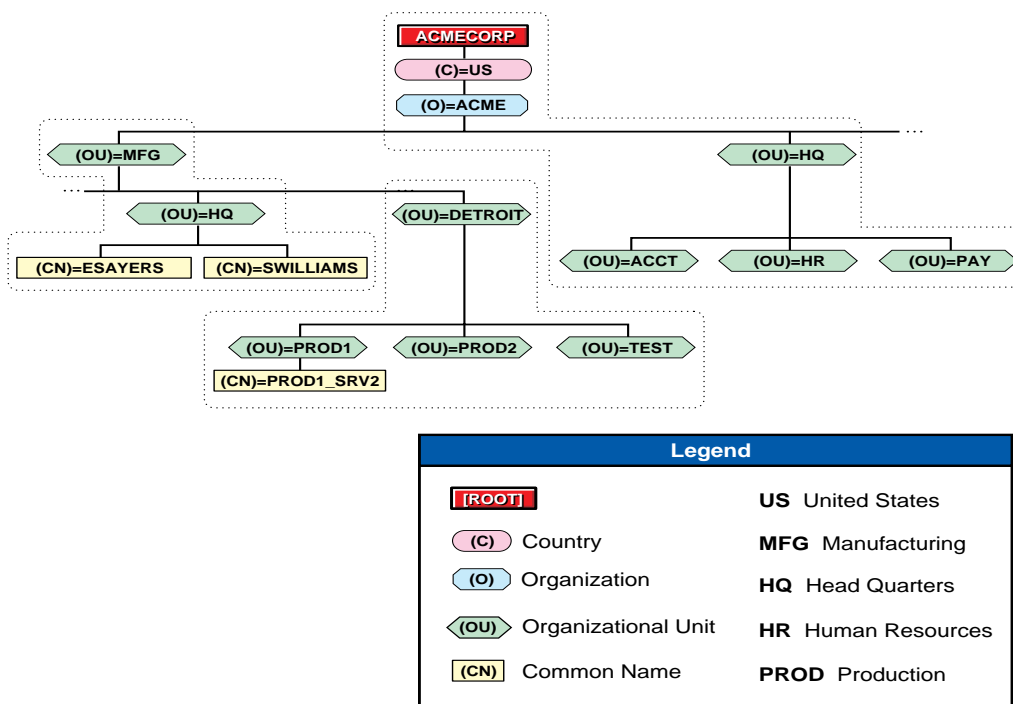 ACMECORP
(C)=US
(O)=ACME
...
(OU)=MFG
(OU)=HQ
... ...
(OU)=HQ
(OU)=DETROIT
(CN)=ESAYERS
(CN)=SWILLIAMS
(OU)=ACCT
(OU)=HR
(OU)=PAY
(OU)=PROD1
(OU)=PROD2
(OU)=TEST
(CN)=PROD1_SRV2
Legend
[ROOT]
US United States
(C) Country
MFG Manufacturing
(O) Organization
HQ Head Quarters
(OU) Organizational Unit
HR Human Resources
(CN) Common Name
PROD Production